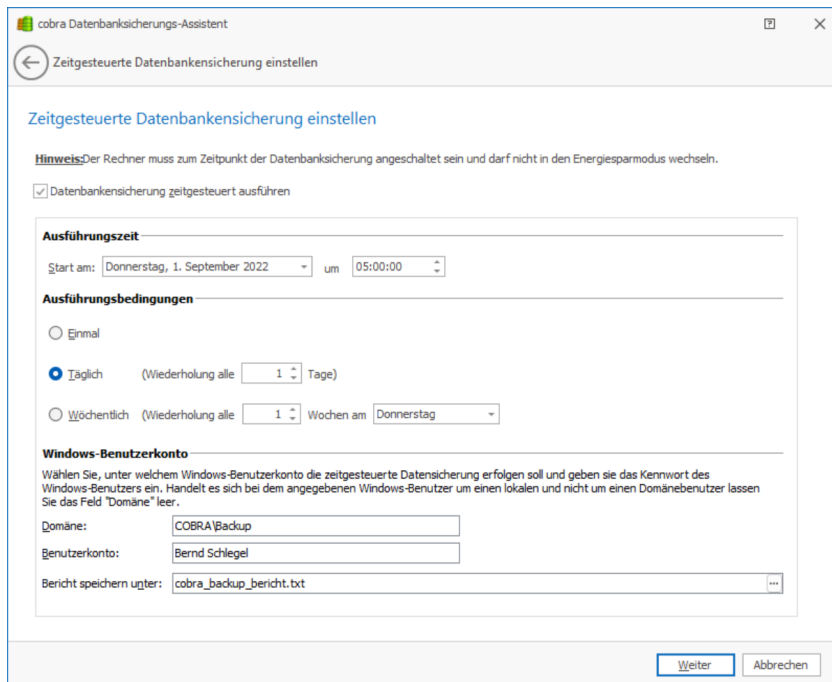 cobra Datenbanksicherungs-Assistent
Zeitgesteuerte Datenbankensicherung einstellen
Zeitgesteuerte Datenbankensicherung einstellen
Hinweis:Der Rechner muss zum Zeitpunkt der Datenbanksicherung angeschaltet sein und darf nicht in den Energiesparmodus wechseln.
Datenbankensicherung zeitgesteuert ausführen
Ausführungszeit
Start am: Donnerstag, 1. September 2022 um 05:00:00
Ausführungsbedingungen
Einmal
Täglich (Wiederholung alle 1 Tage)
Wöchentlich (Wiederholung alle 1 Wochen am Donnerstag
Windows-Benutzerkonto
Wählen Sie, unter welchem Windows-Benutzerkonto die zeitgesteuerte Datensicherung erfolgen soll und geben sie das Kennwort des
Windows-Benutzers ein. Handelt es sich bei dem angegebenen Windows-Benutzer um einen lokalen und nicht um einen Domänebenutzer lassen
Sie das Feld "Domäne" leer.
Domäne: COBRA\Backup
Benutzerkonto: Bernd Schlegel
Bericht speichern unter: cobra_backup_bericht.txt ...
Weiter Abbrechen